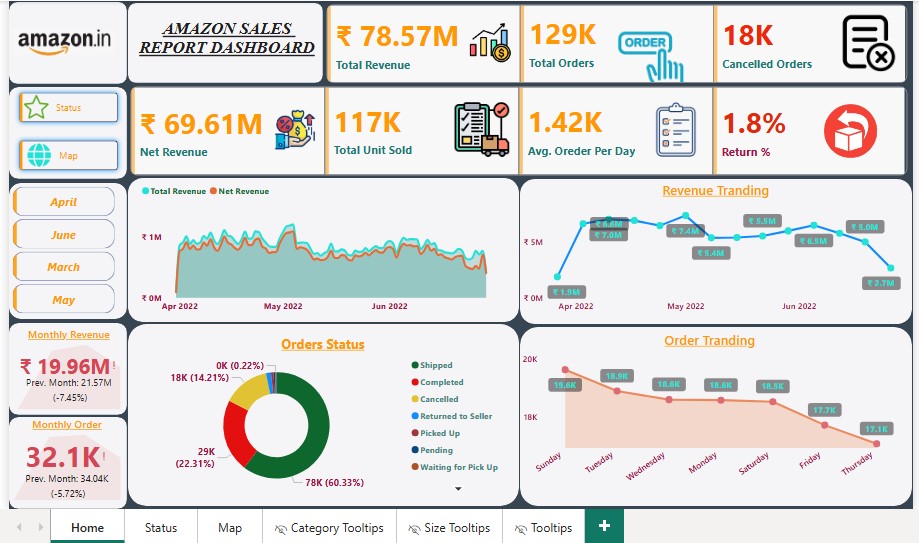 amazon.in
AMAZON SALES
REPORT DASHBOARD
₹ 78.57M
Total Revenue
129K
Total Orders
ORDER
18K
Cancelled Orders
Status
Map
₹ 69.61M
Net Revenue
117K
Total Unit Sold
1.42K
Avg. Oreder Per Day
1.8%
Return %
April
June
March
May
Total Revenue Net Revenue
₹ 1M
₹ 0M
Apr 2022 May 2022 Jun 2022
Revenue Tranding
₹ 5M
₹ 0M
₹ 1.9M
₹ 6.6M
₹ 7.0M
₹ 7.4M
₹ 5.4M
₹ 5.5M
₹ 6.5M
₹ 5.0M
₹ 2.7M
Apr 2022 May 2022 Jun 2022
Monthly Revenue
₹ 19.96M!
Prev. Month: 21.57M
(-7.45%)
Monthly Order
32.1K!
Prev. Month: 34.04K
(-5.72%)
Orders Status
0K (0.22%)
18K (14.21%)
29K
(22.31%)
78K (60.33%)
Shipped
Completed
Cancelled
Returned to Seller
Picked Up
Pending
Waiting for Pick Up
Order Tranding
20K
18K
19.6K
18.9K
18.6K
18.6K
18.5K
17.7K
17.1K
Sunday
Tuesday
Wednesday
Monday
Saturday
Friday
Thursday
Home Status Map Category Tooltips Size Tooltips Tooltips +